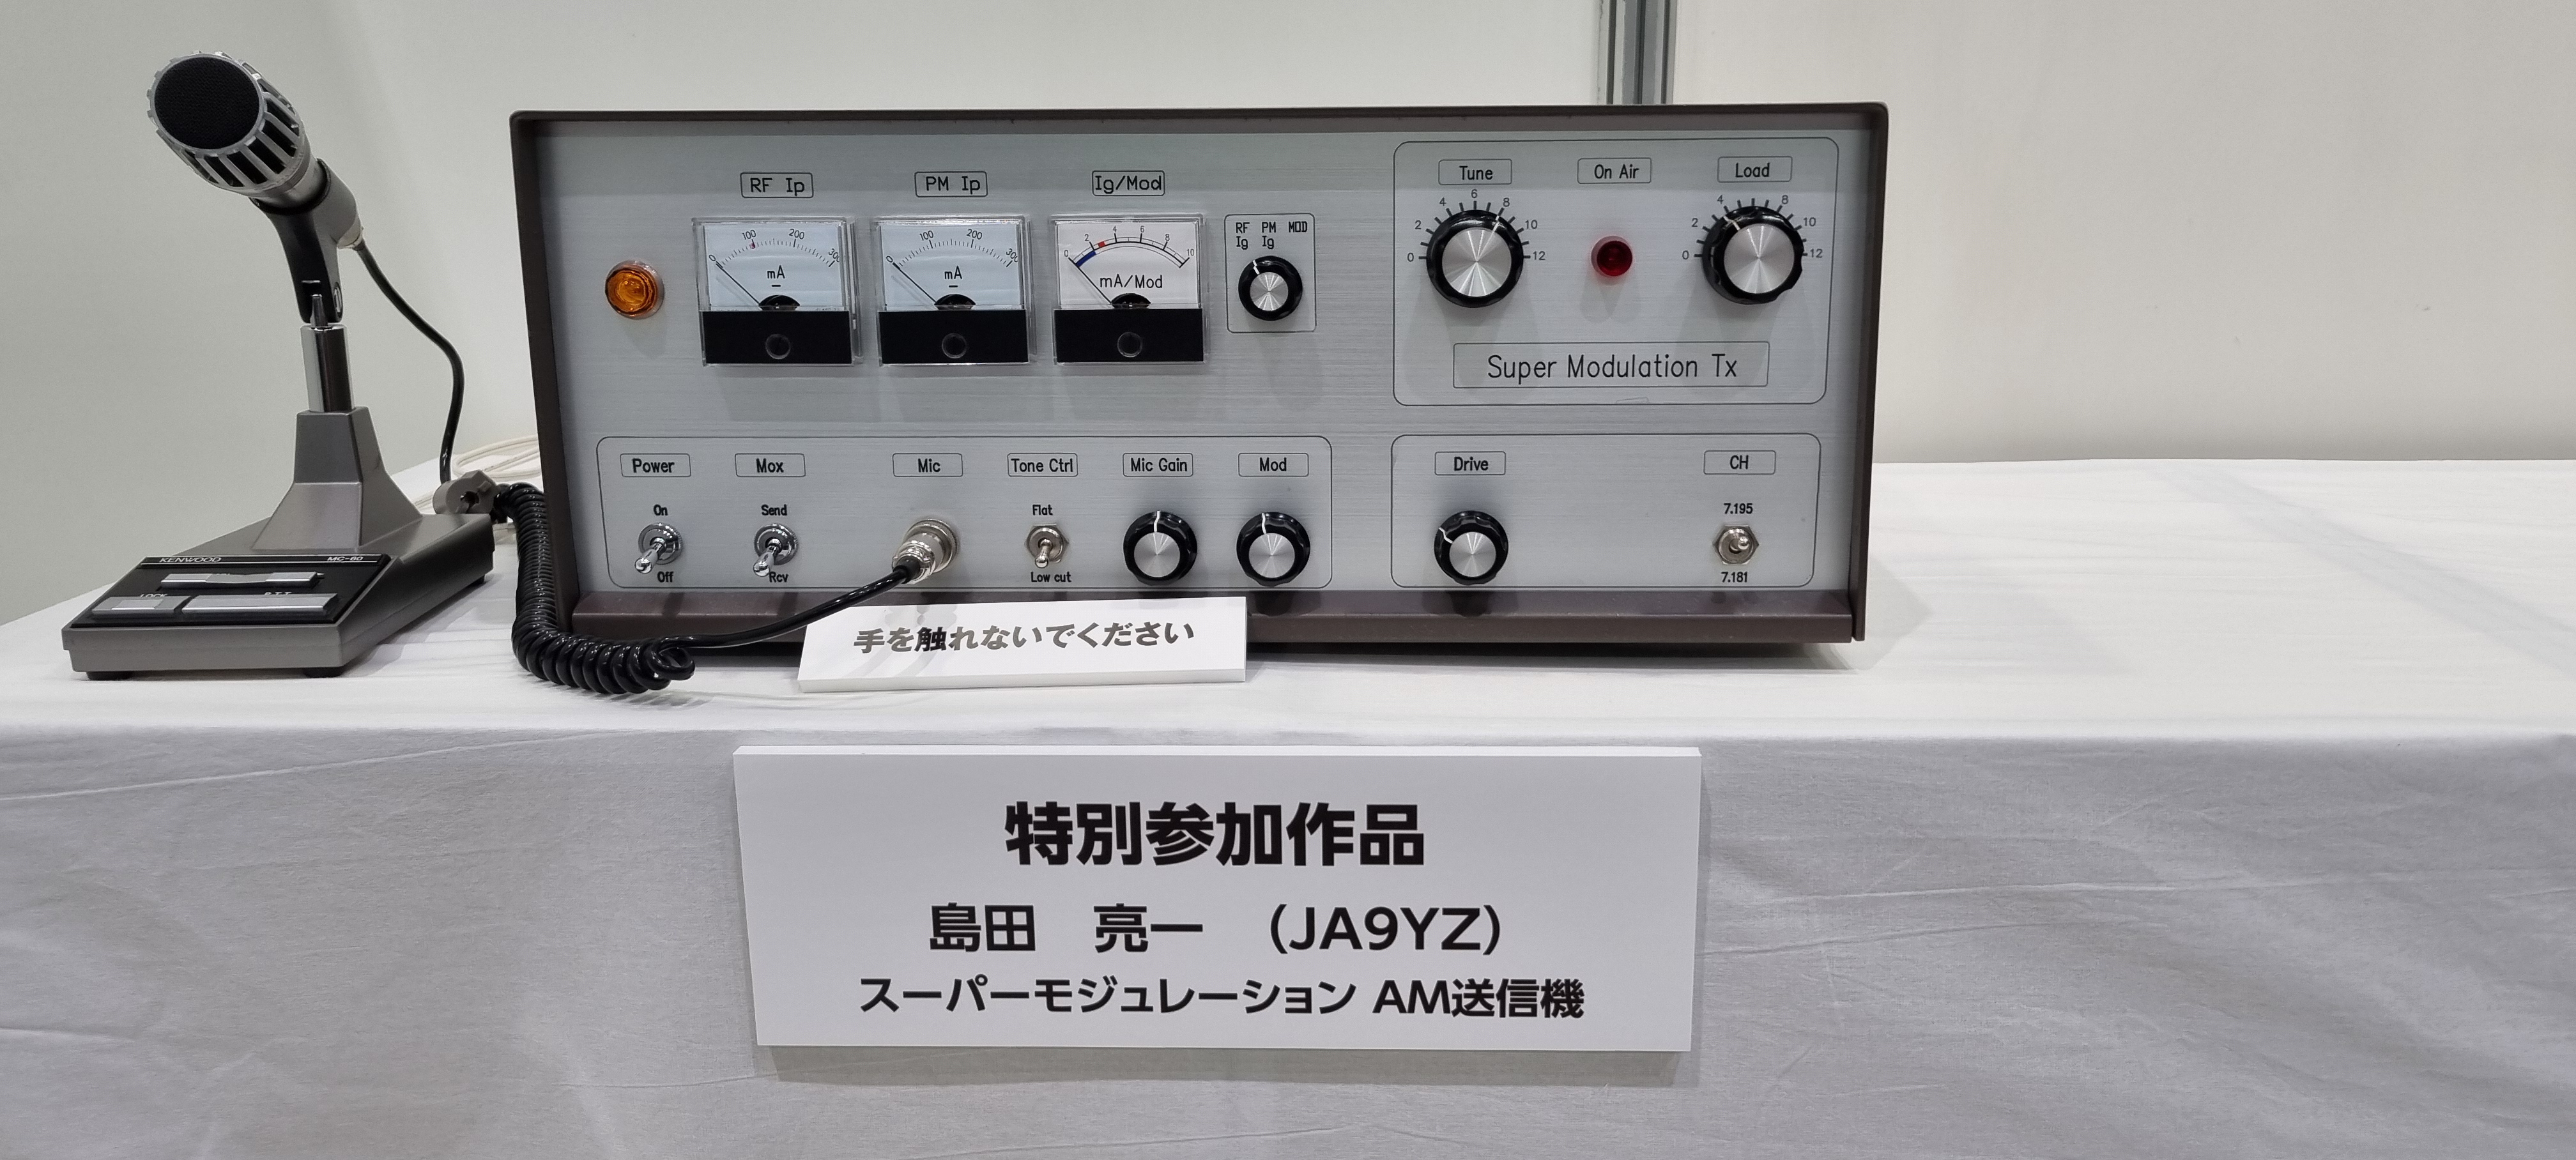 RF Ip
PM Ip
Ig/Mod
0 100 200 300
mA
0 100 200 300
mA
0 2 4 6 8 10
mA/Mod
RF PM MOD
Ig Ig
Tune
0 2 4 6 8 10 12
On Air
Load
0 2 4 6 8 10 12
Super Modulation Tx
Power
On
Off
Mox
Send
Rcv
Mic
Tone Ctrl
Flat
Low cut
Mic Gain
Mod
Drive
CH
7.195
7.181
KENWOOD MC-60
LOCK P.T.T
手を触れないでください
特別参加作品
島田 亮一 (JA9YZ)
スーパーモジュレーション AM送信機